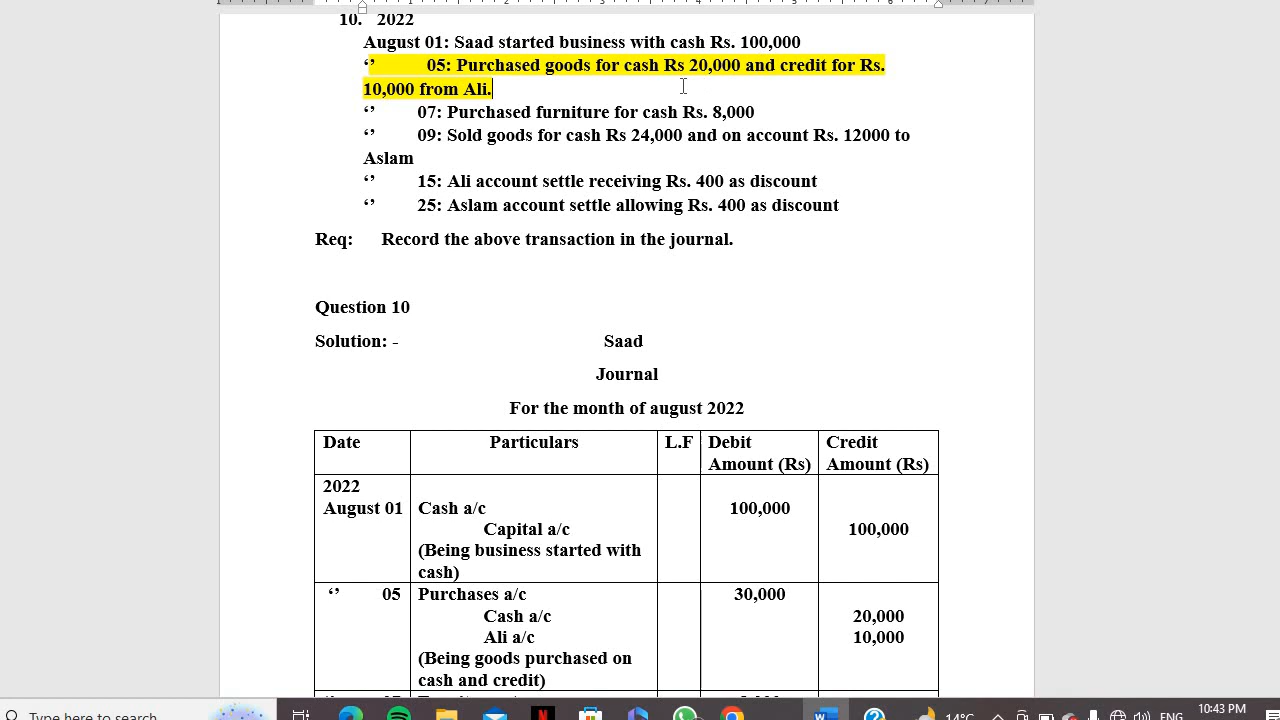 10. 2022
August 01: Saad started business with cash Rs. 100,000
‘’ 05: Purchased goods for cash Rs 20,000 and credit for Rs.
10,000 from Ali.
‘’ 07: Purchased furniture for cash Rs. 8,000
‘’ 09: Sold goods for cash Rs 24,000 and on account Rs. 12000 to
Aslam
‘’ 15: Ali account settle receiving Rs. 400 as discount
‘’ 25: Aslam account settle allowing Rs. 400 as discount
Req: Record the above transaction in the journal.
Question 10
Solution: - Saad
Journal
For the month of august 2022
Date Particulars L.F Debit Amount (Rs) Credit Amount (Rs)
2022
August 01 Cash a/c 100,000
Capital a/c 100,000
(Being business started with
cash)
‘’ 05 Purchases a/c 30,000
Cash a/c 20,000
Ali a/c 10,000
(Being goods purchased on
cash and credit)
Type here to search 14°C ENG 10:43 PM